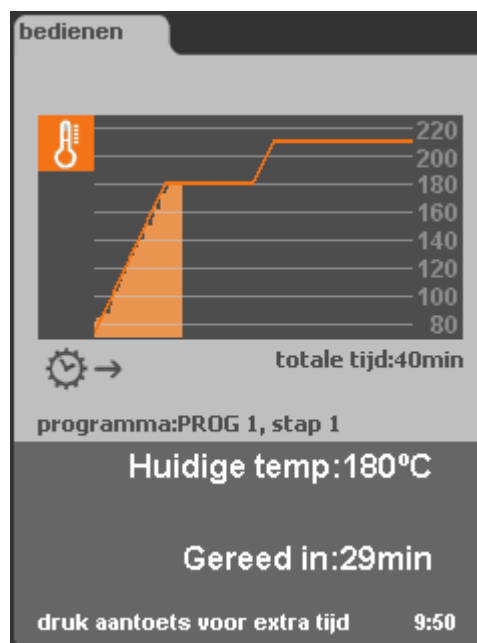 bedienen
220
200
180
160
140
120
100
80
totale tijd:40min
programma:PROG 1, stap 1
Huidige temp:180ºC
Gereed in:29min
druk aantoets voor extra tijd 9:50